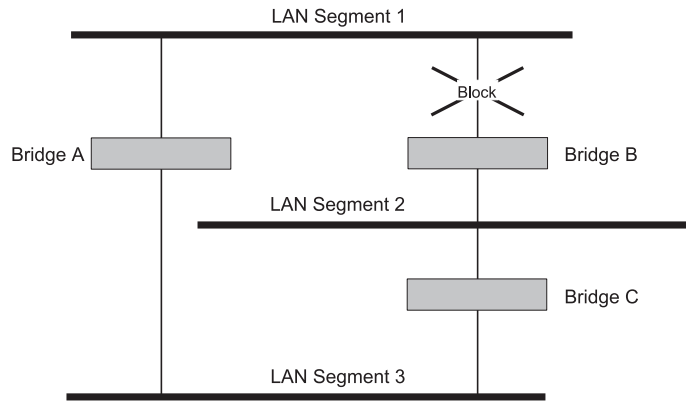 LAN Segment 1
Block
Bridge A
Bridge B
LAN Segment 2
Bridge C
LAN Segment 3